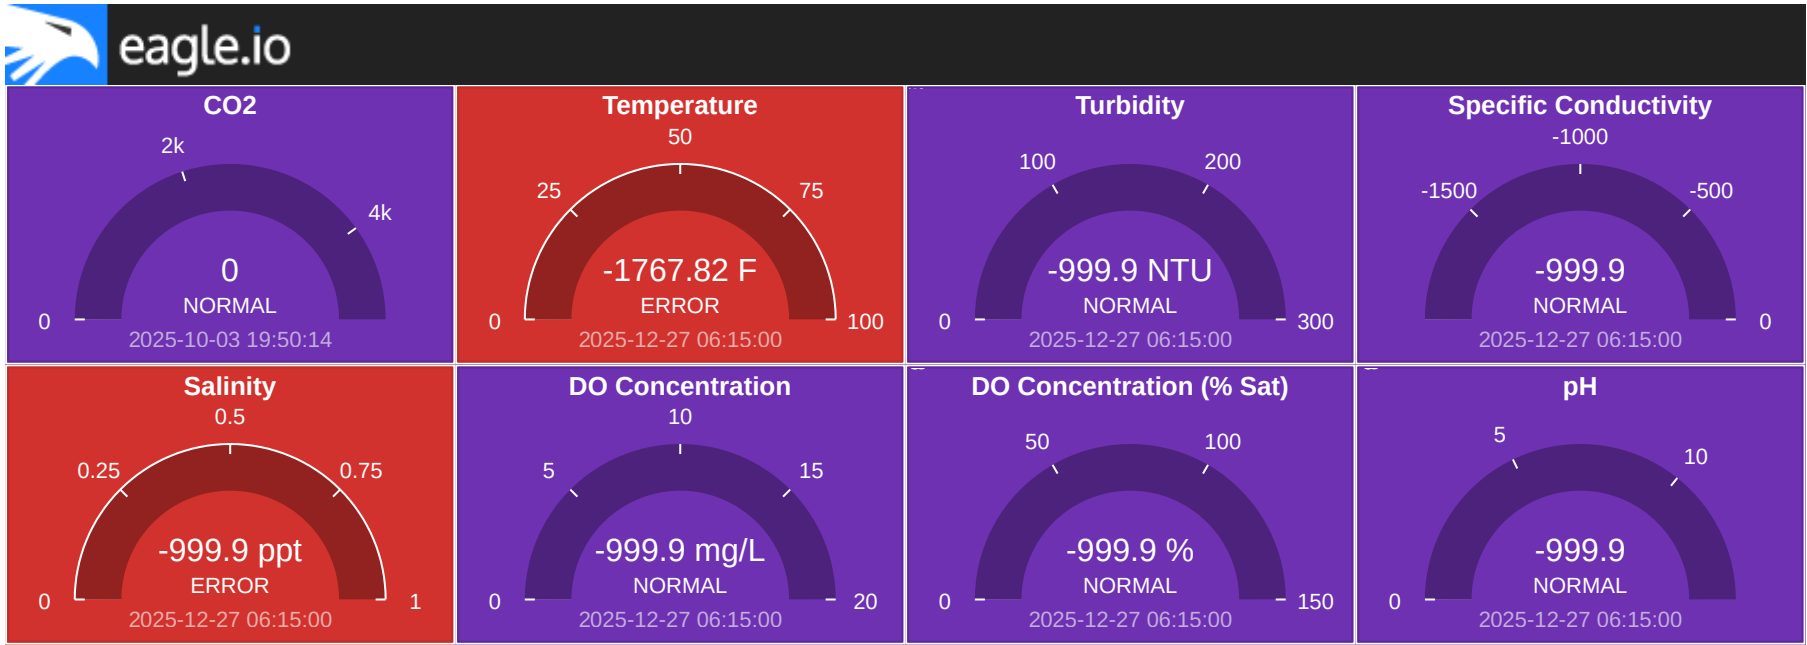 eagle.io
CO2
2k
4k
0
NORMAL
0
2025-10-03 19:50:14
Temperature
50
25
75
-1767.82 F
ERROR
0
100
2025-12-27 06:15:00
Turbidity
100
200
-999.9 NTU
NORMAL
0
300
2025-12-27 06:15:00
Specific Conductivity
-1000
-1500
-500
-999.9
NORMAL
0
2025-12-27 06:15:00
Salinity
0.5
0.25
0.75
-999.9 ppt
ERROR
0
1
2025-12-27 06:15:00
DO Concentration
10
5
15
-999.9 mg/L
NORMAL
0
20
2025-12-27 06:15:00
DO Concentration (% Sat)
50
100
-999.9 %
NORMAL
0
150
2025-12-27 06:15:00
pH
5
10
-999.9
NORMAL
0
2025-12-27 06:15:00